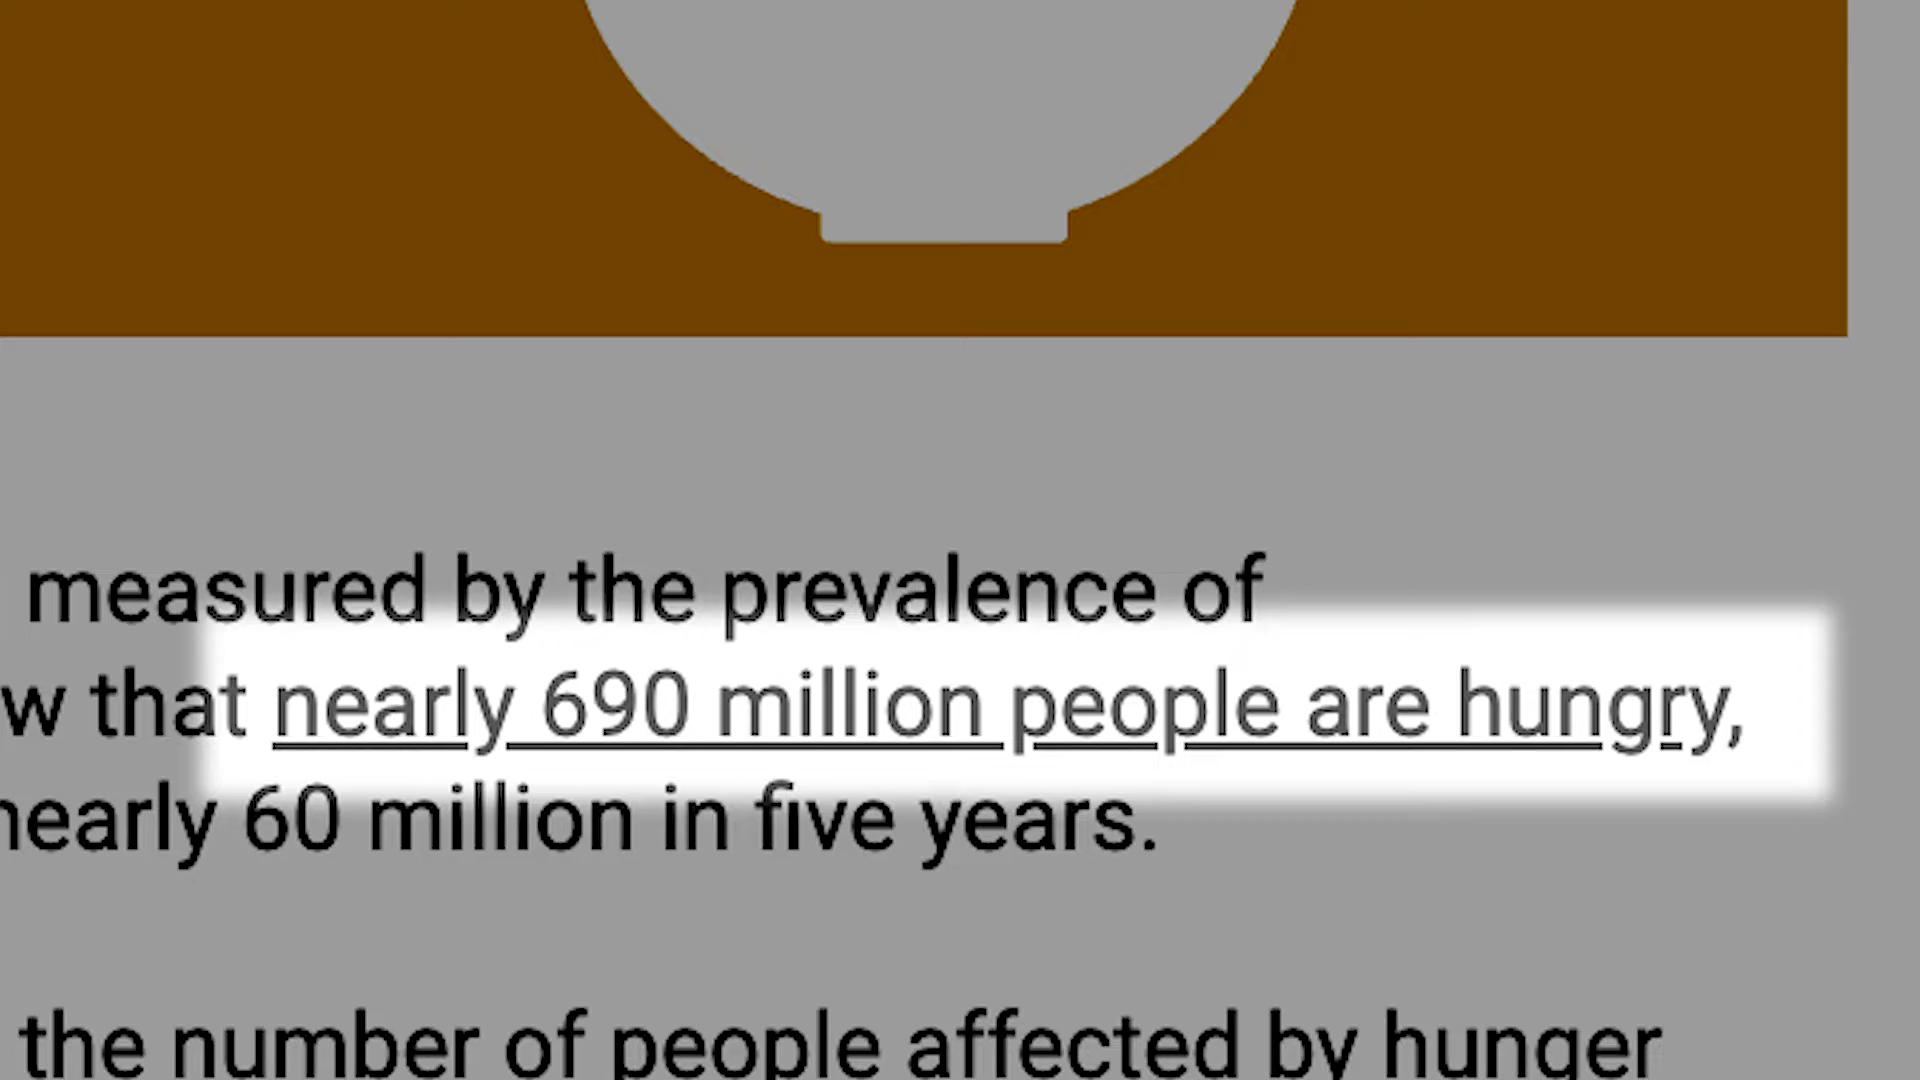 measured by the prevalence of
w that nearly 690 million people are hungry,
nearly 60 million in five years.
the number of people affected by hunger